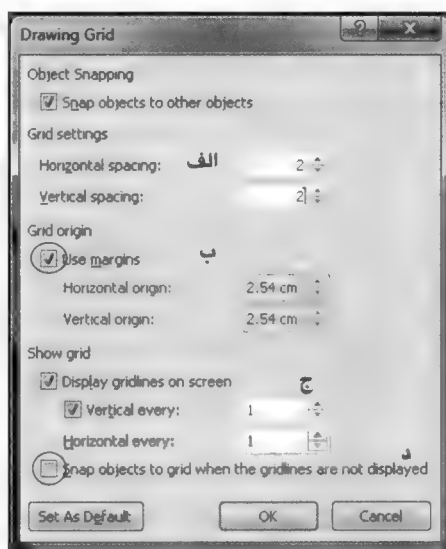 Drawing Grid
Object Snapping
Snap objects to other objects
Grid settings
Horizontal spacing: الف 2
Vertical spacing: 2
Grid origin
Use margins ب
Horizontal origin: 2.54 cm
Vertical origin: 2.54 cm
Show grid
Display gridlines on screen ج
Vertical every: 1
Horizontal every: 1
Snap objects to grid when the gridlines are not displayed د
Set As Default OK Cancel